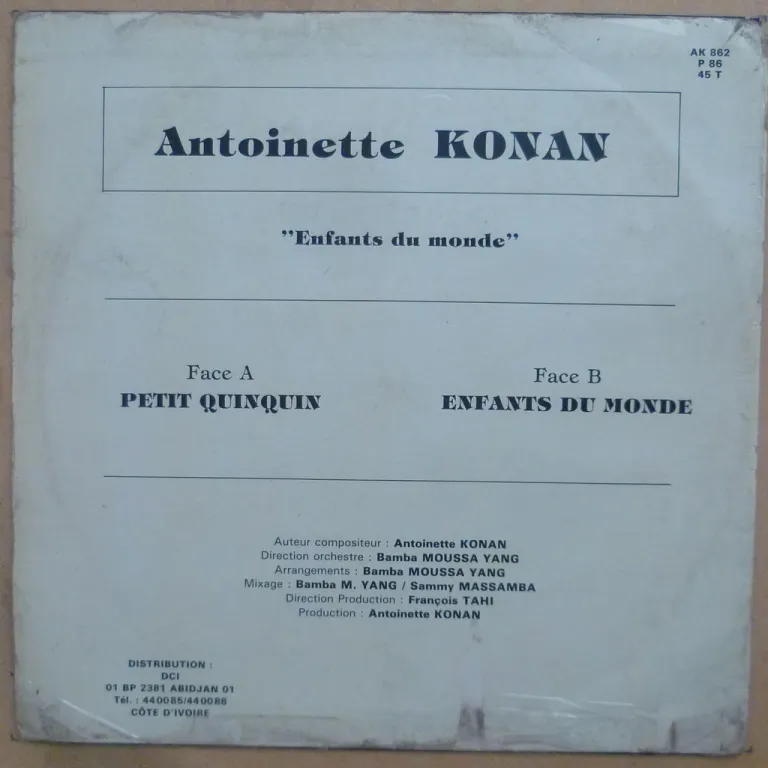 AK 862
P 86
45 T
Antoinette KONAN
"Enfants du monde"
Face A
PETIT QUINQUIN
Face B
ENFANTS DU MONDE
Auteur compositeur : Antoinette KONAN
Direction orchestre : Bamba MOUSSA YANG
Arrangements : Bamba MOUSSA YANG
Mixage : Bamba M. YANG / Sammy MASSAMBA
Direction Production : François TAHI
Production : Antoinette KONAN
DISTRIBUTION :
DCI
01 BP 2381 ABIDJAN 01
Tél. : 440085/440086
CÔTE D'IVOIRE